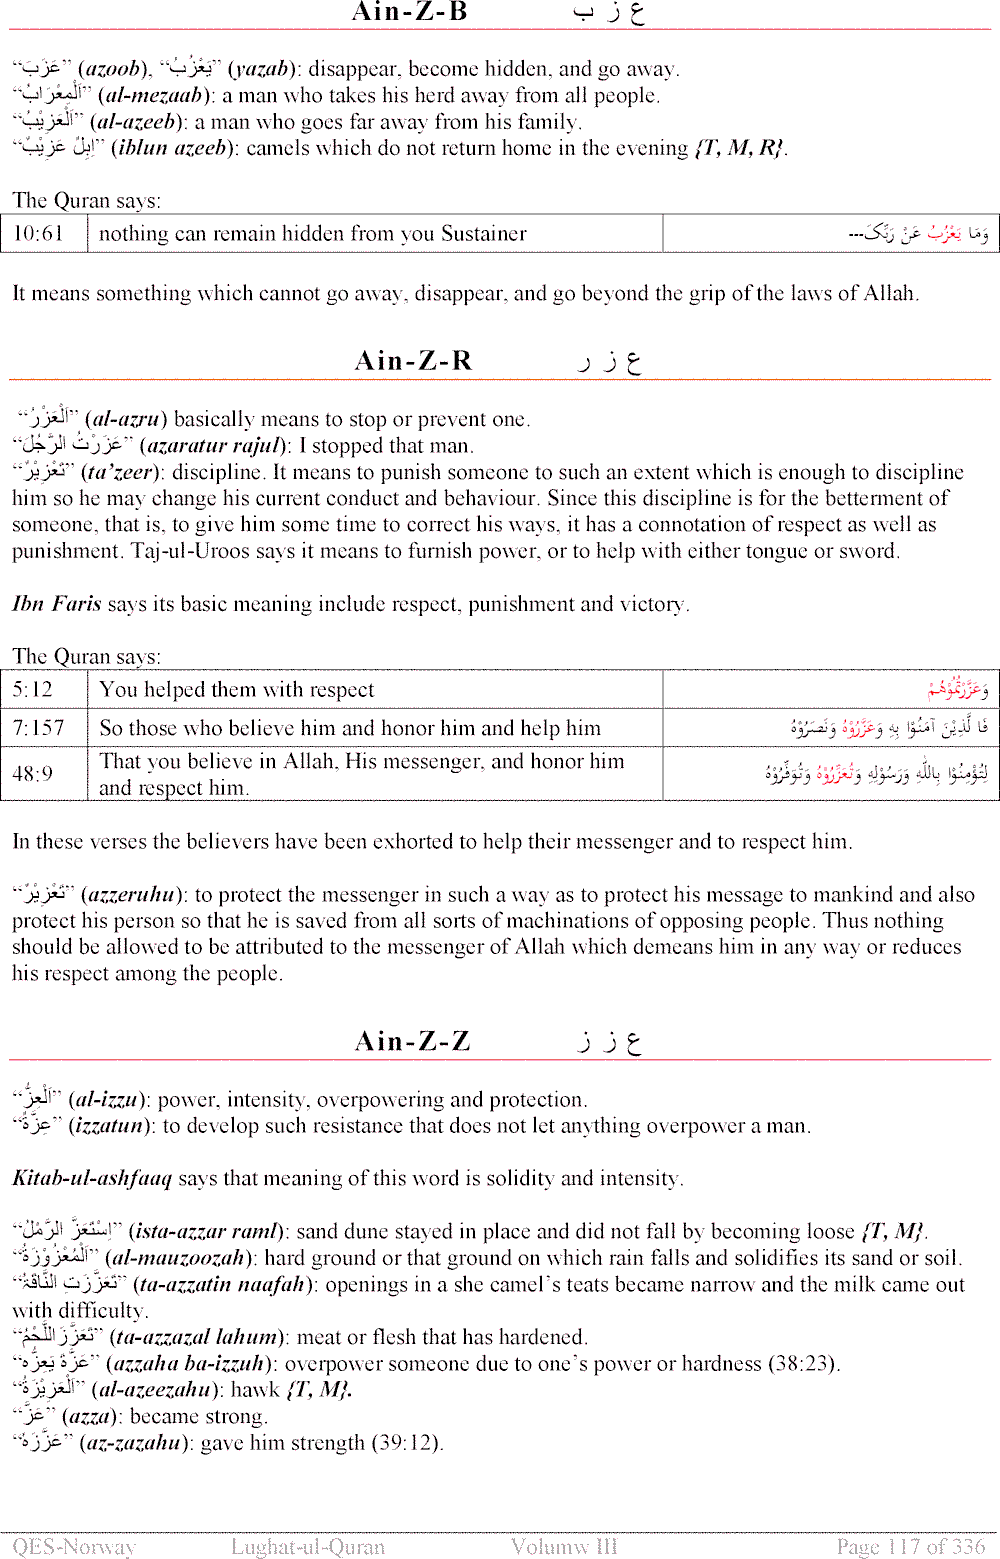 Ain-Z-B ع ز ب
“عَزَبَ” (azoob), “يَعْزُبُ” (yazab): disappear, become hidden, and go away.
“اَلْمِعْزَابُ” (al-mezaab): a man who takes his herd away from all people.
“اَلْعَزِيْبُ” (al-azeeb): a man who goes far away from his family.
“اِبِلٌ عَزِيْبٌ” (iblun azeeb): camels which do not return home in the evening {T, M, R}.
The Quran says:
10:61 nothing can remain hidden from you Sustainer وَمَا يَعْزُبُ عَنْ رَبِّكَ---
It means something which cannot go away, disappear, and go beyond the grip of the laws of Allah.
Ain-Z-R ع ز ر
“اَلْعَزْرُ” (al-azru) basically means to stop or prevent one.
“عَزَرْتُ الرَّجُلَ” (azaratur rajul): I stopped that man.
“تَعْزِيْرٌ” (ta’zeer): discipline. It means to punish someone to such an extent which is enough to discipline
him so he may change his current conduct and behaviour. Since this discipline is for the betterment of
someone, that is, to give him some time to correct his ways, it has a connotation of respect as well as
punishment. Taj-ul-Uroos says it means to furnish power, or to help with either tongue or sword.
Ibn Faris says its basic meaning include respect, punishment and victory.
The Quran says:
5:12 You helped them with respect وَعَزَّرْتُمُوْهُمْ
7:157 So those who believe him and honor him and help him فَا لَّذِيْنَ آمَنُوْا بِهِ وَعَزَّرُوْهُ وَنَصَرُوْهُ
48:9 That you believe in Allah, His messenger, and honor him
and respect him. لِتُؤْمِنُوْا بِاللّٰهِ وَرَسُوْلِهِ وَتُعَزِّرُوْهُ وَتُوَقِّرُوْهُ
In these verses the believers have been exhorted to help their messenger and to respect him.
“تَعْزِيْرٌ” (azzeruhu): to protect the messenger in such a way as to protect his message to mankind and also
protect his person so that he is saved from all sorts of machinations of opposing people. Thus nothing
should be allowed to be attributed to the messenger of Allah which demeans him in any way or reduces
his respect among the people.
Ain-Z-Z ع ز ز
“اَلْعِزُّ” (al-izzu): power, intensity, overpowering and protection.
“عِزَّةٌ” (izzatun): to develop such resistance that does not let anything overpower a man.
Kitab-ul-ashfaaq says that meaning of this word is solidity and intensity.
“اِسْتَعَزَّ الرَّمْلُ” (ista-azzar raml): sand dune stayed in place and did not fall by becoming loose {T, M}.
“اَلْمُعْزُوْزَةُ” (al-mauzoozah): hard ground or that ground on which rain falls and solidifies its sand or soil.
“تَعَزَّزَتِ النَّاقَةُ” (ta-azzatin naafah): openings in a she camel’s teats became narrow and the milk came out
with difficulty.
“تَعَزَّزَ اللَّحْمُ” (ta-azzazal lahum): meat or flesh that has hardened.
“عَزَّهٗ يَعِزُّه” (azzaha ba-izzuh): overpower someone due to one’s power or hardness (38:23).
“اَلْعَزِيْزَةُ” (al-azeezahu): hawk {T, M}.
“عَزَّ” (azza): became strong.
“عَزَّزَهٗ” (az-zazahu): gave him strength (39:12).
QES-Norway Lughat-ul-Quran Volumw III Page 117 of 336